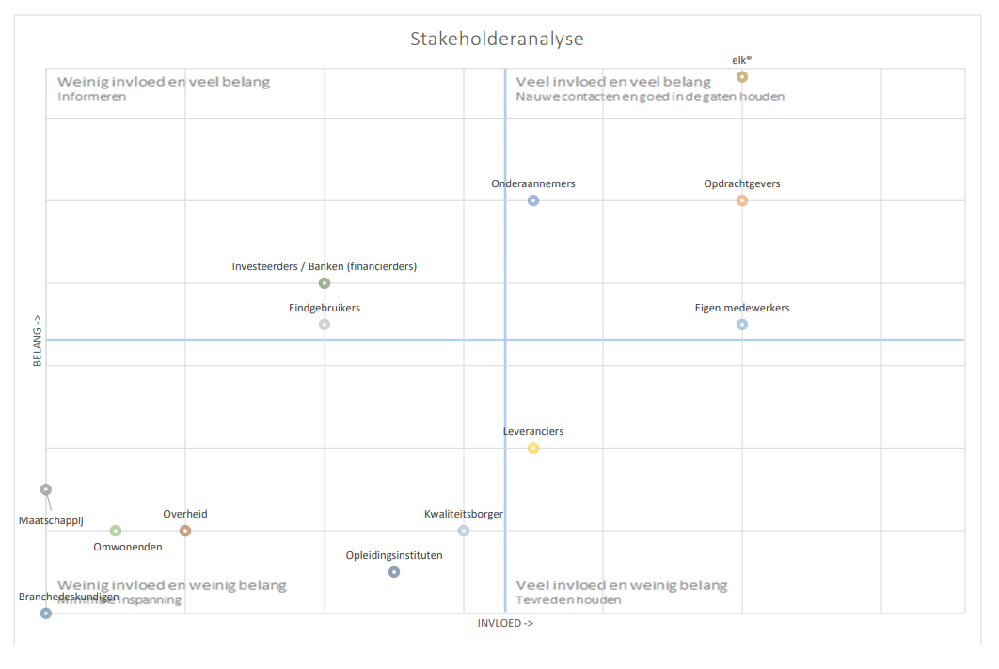 Stakeholderanalyse
elk®
Weinig invloed en veel belang
Informeren
Veel invloed en veel belang
Nauwe contacten en goed in de gaten houden
Onderaannemers
Opdrachtgevers
Investeerders / Banken (financierders)
Eindgebruikers
Eigen medewerkers
BELANG ->
Leveranciers
Maatschappij
Overheid
Kwaliteitsborger
Omwonenden
Opleidingsinstituten
Weinig invloed en weinig belang
Branchedeskundigen
Minimale inspanning
Veel invloed en weinig belang
Tevreden houden
INVLOED ->